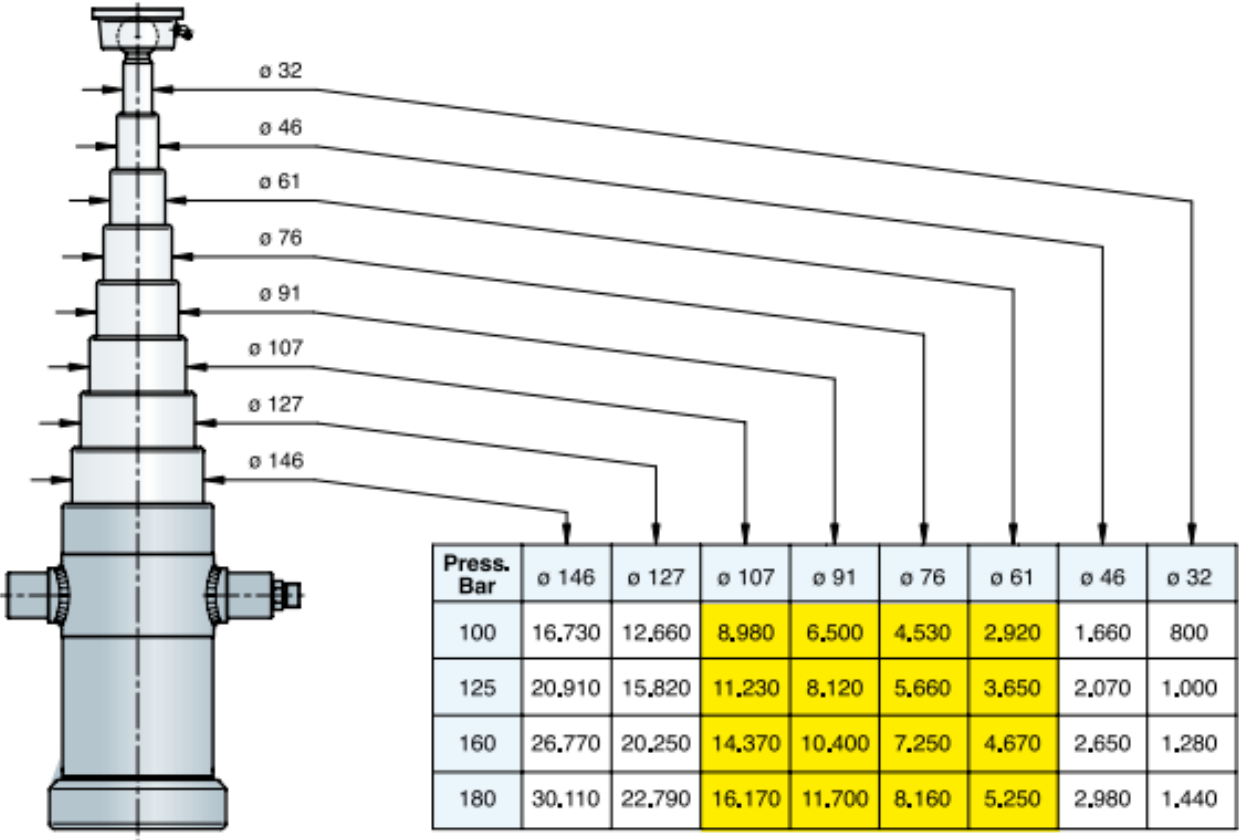 ø 32
ø 46
ø 61
ø 76
ø 91
ø 107
ø 127
ø 146
Press. Bar ø 146 ø 127 ø 107 ø 91 ø 76 ø 61 ø 46 ø 32
100 16.730 12.660 8.980 6.500 4.530 2.920 1.660 800
125 20.910 15.820 11.230 8.120 5.660 3.650 2.070 1.000
160 26.770 20.250 14.370 10.400 7.250 4.670 2.650 1.280
180 30.110 22.790 16.170 11.700 8.160 5.250 2.980 1.440